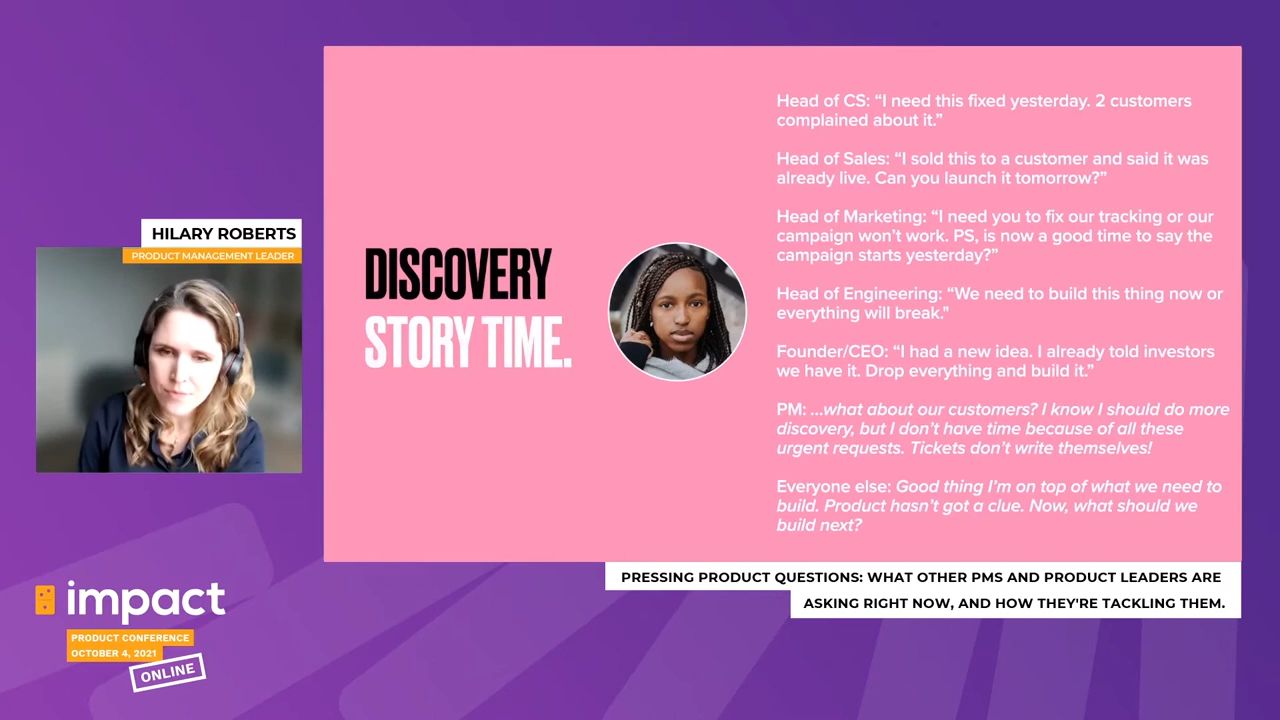 HILARY ROBERTS
PRODUCT MANAGEMENT LEADER
DISCOVERY
STORY TIME.
Head of CS: “I need this fixed yesterday. 2 customers
complained about it.”
Head of Sales: “I sold this to a customer and said it was
already live. Can you launch it tomorrow?”
Head of Marketing: “I need you to fix our tracking or our
campaign won’t work. PS, is now a good time to say the
campaign starts yesterday?”
Head of Engineering: “We need to build this thing now or
everything will break."
Founder/CEO: “I had a new idea. I already told investors
we have it. Drop everything and build it.”
PM: ...what about our customers? I know I should do more
discovery, but I don’t have time because of all these
urgent requests. Tickets don’t write themselves!
Everyone else: Good thing I’m on top of what we need to
build. Product hasn’t got a clue. Now, what should we
build next?
PRESSING PRODUCT QUESTIONS: WHAT OTHER PMS AND PRODUCT LEADERS ARE
ASKING RIGHT NOW, AND HOW THEY'RE TACKLING THEM.
impact
PRODUCT CONFERENCE
OCTOBER 4, 2021
ONLINE